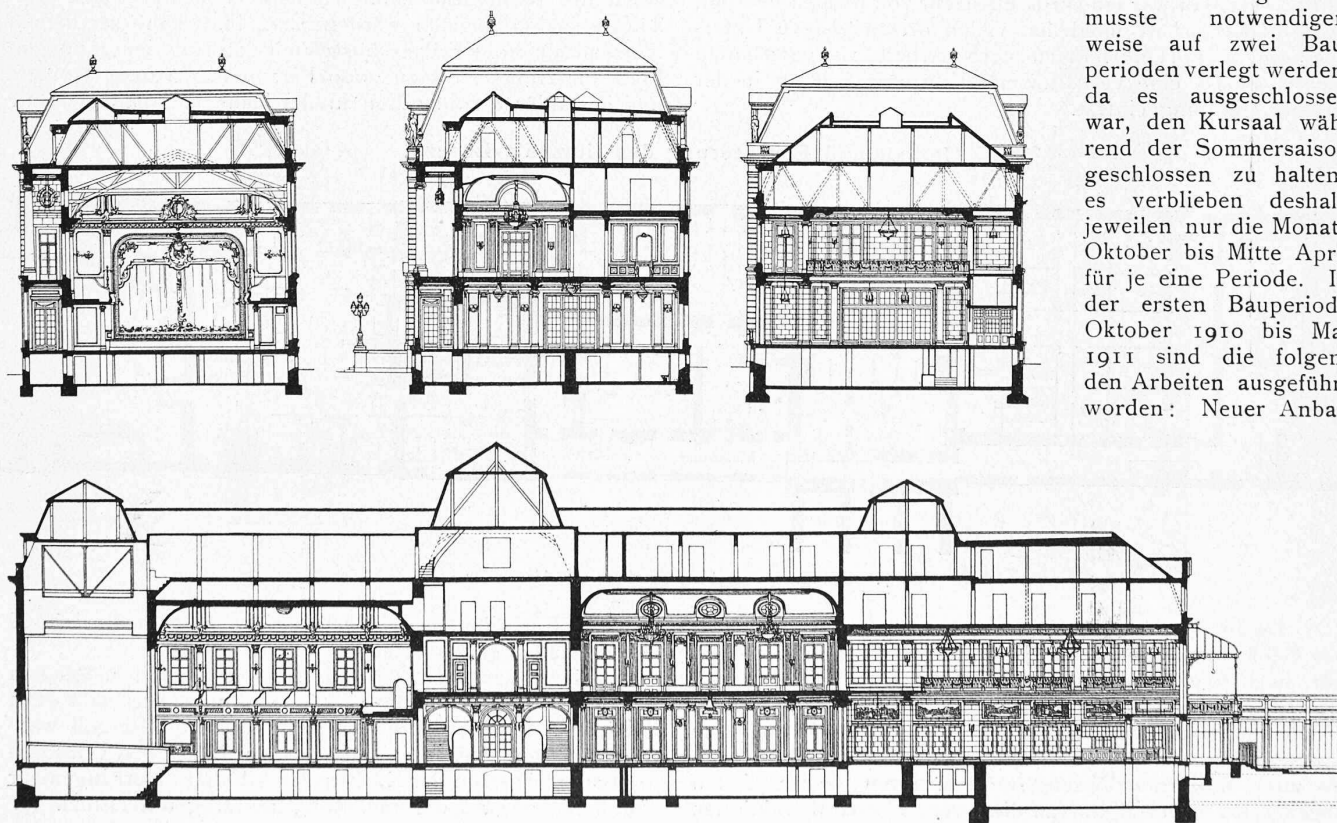 musste notwendiger
weise auf zwei Bau
perioden verlegt werden
da es ausgeschlosse
war, den Kursaal wäh
rend der Sommersaiso
geschlossen zu halten
es verblieben deshal
jeweilen nur die Monat
Oktober bis Mitte Apr
für je eine Periode. I
der ersten Bauperiod
Oktober 1910 bis Ma
1911 sind die folgen
den Arbeiten ausgeführ
worden: Neuer Anba